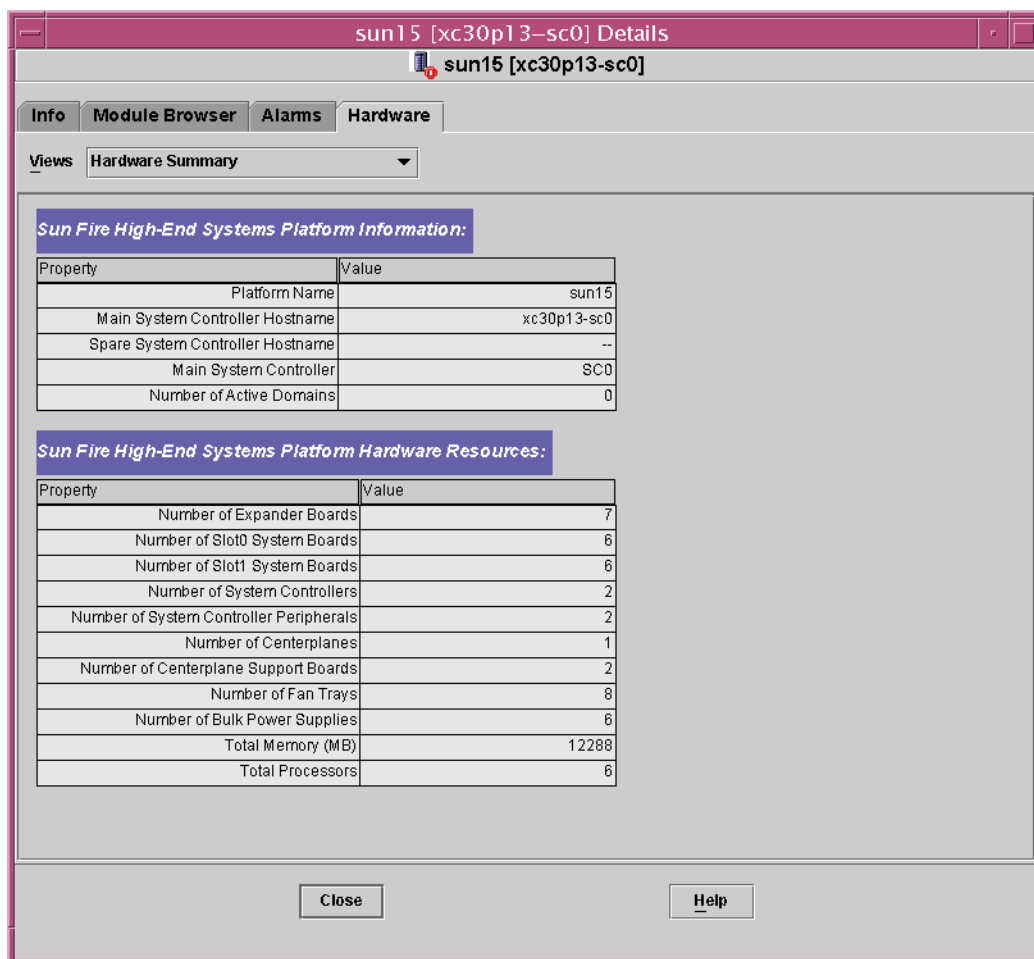 sun15 [xc30p13–sc0] Details
sun15 [xc30p13-sc0]
Info Module Browser Alarms Hardware
Views Hardware Summary
Sun Fire High-End Systems Platform Information:
Property Value
Platform Name sun15
Main System Controller Hostname xc30p13-sc0
Spare System Controller Hostname --
Main System Controller SC0
Number of Active Domains 0
Sun Fire High-End Systems Platform Hardware Resources:
Property Value
Number of Expander Boards 7
Number of Slot0 System Boards 6
Number of Slot1 System Boards 6
Number of System Controllers 2
Number of System Controller Peripherals 2
Number of Centerplanes 1
Number of Centerplane Support Boards 2
Number of Fan Trays 8
Number of Bulk Power Supplies 6
Total Memory (MB) 12288
Total Processors 6
Close Help